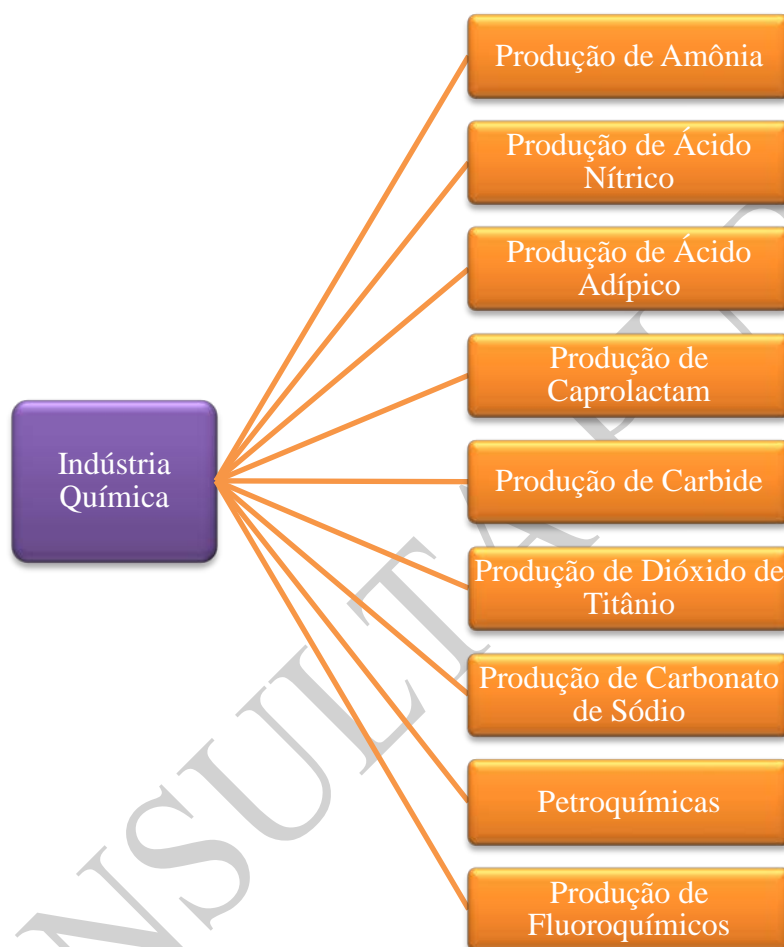 Produção de Amônia
Produção de Ácido
Nítrico
Produção de Ácido
Adípico
Produção de
Caprolactam
Indústria
Química
Produção de Carbide
Produção de Dióxido de
Titânio
Produção de Carbonato
de Sódio
Petroquímicas
Produção de
Fluoroquímicos